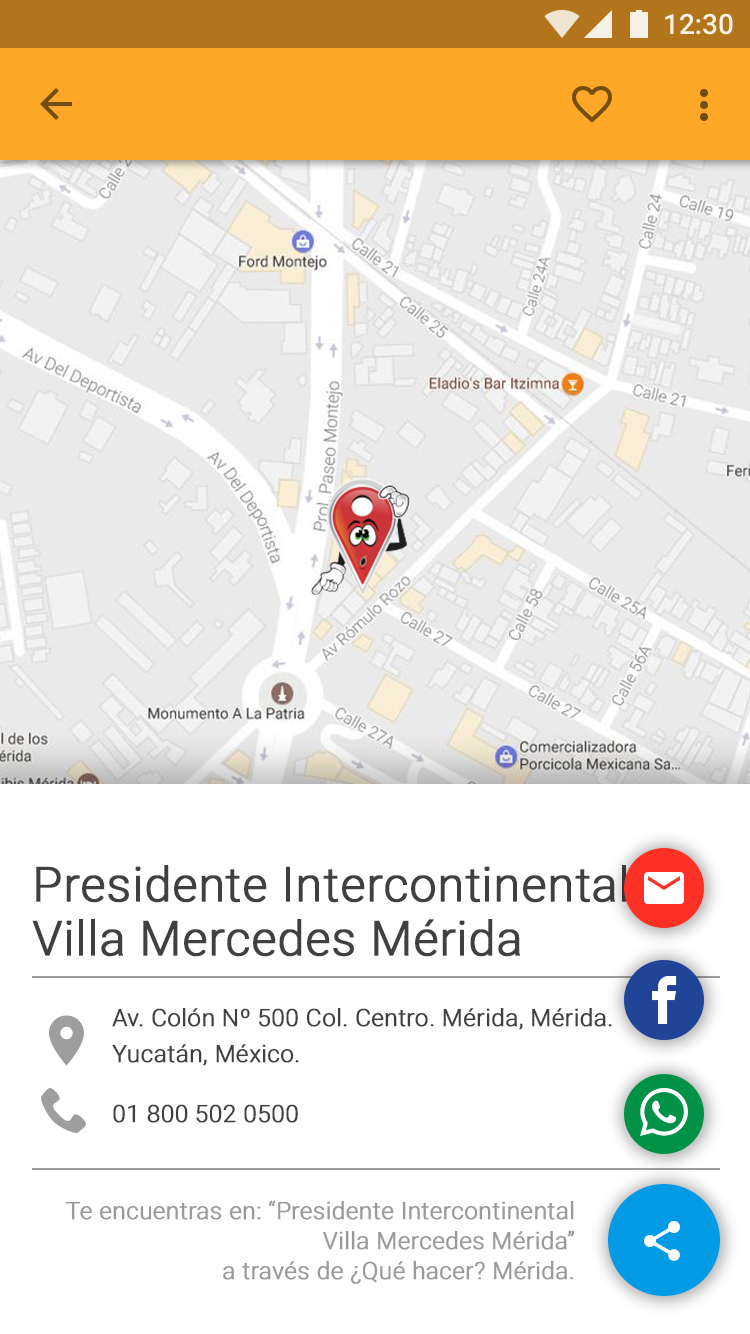 12:30
Calle 2
Calle 24
Calle 19
Ford Montejo
Calle 21
Calle 24A
Calle 25
Av Del Deportista
Eladio's Bar Itzimna
Calle 21
Prol. Paseo Montejo
Av Del Deportista
Fern
Av Rómulo Rozo
Calle 25A
Calle 58
Calle 27
Calle 56A
Calle 27
Monumento A La Patria
Calle 27A
l de los
érida
Comercializadora
Porcicola Mexicana Sa...
ibis Mérida
Presidente Intercontinental
Villa Mercedes Mérida
Av. Colón Nº 500 Col. Centro. Mérida, Mérida.
Yucatán, México.
01 800 502 0500
Te encuentras en: “Presidente Intercontinental
Villa Mercedes Mérida”
a través de ¿Qué hacer? Mérida.